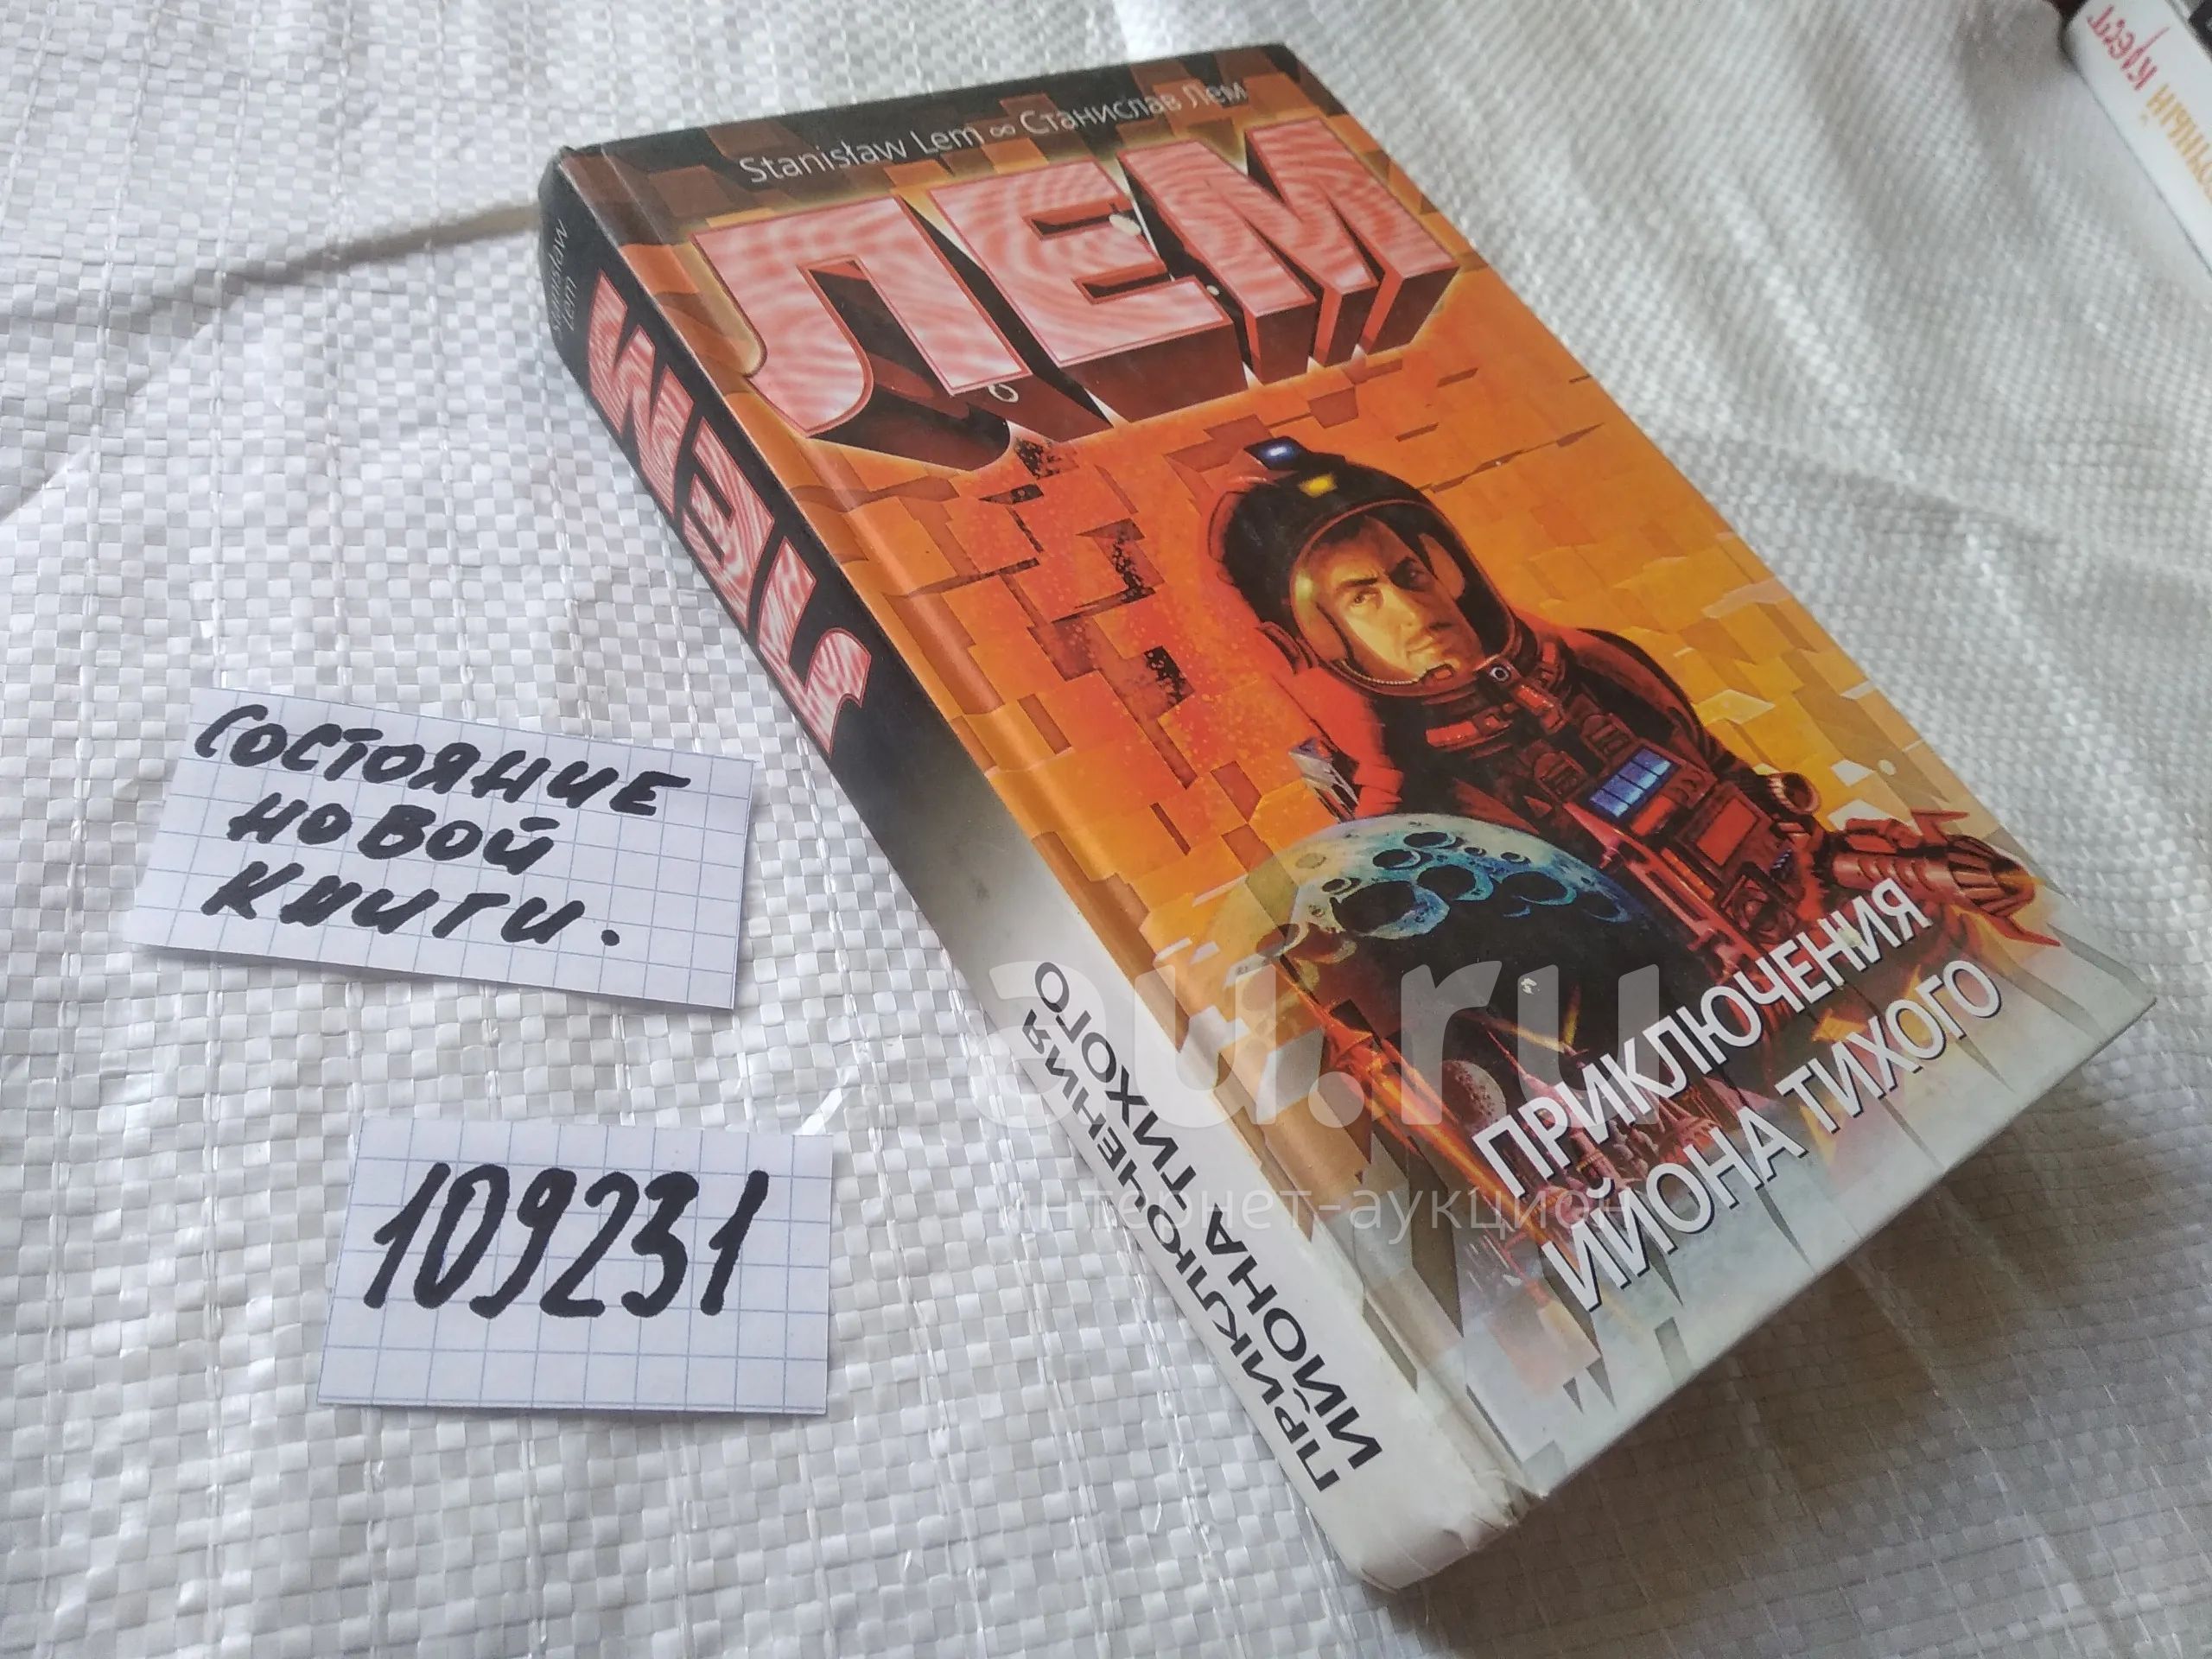 Stanisław Lem ∞ Станислав Лем
ЛЕМ
ПРИКЛЮЧЕНИЯ
ИЙОНА ТИХОГО
Stanisław
Lem
ЛЕМ
ПРИКЛЮЧЕНИЯ
ИЙОНА ТИХОГО
СОСТОЯНИЕ
НОВОЙ
КНИГИ.
109231
au.ru
интернет-аукцион
крест